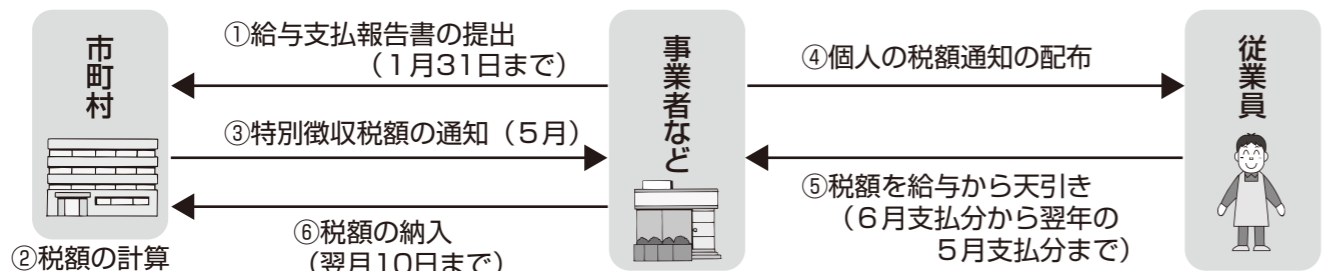 市町村
①給与支払報告書の提出
（1月31日まで）
②税額の計算
③特別徴収税額の通知（5月）
事業者など
④個人の税額通知の配布
従業員
⑤税額を給与から天引き
（6月支払分から翌年の
5月支払分まで）
⑥税額の納入
（翌月10日まで）